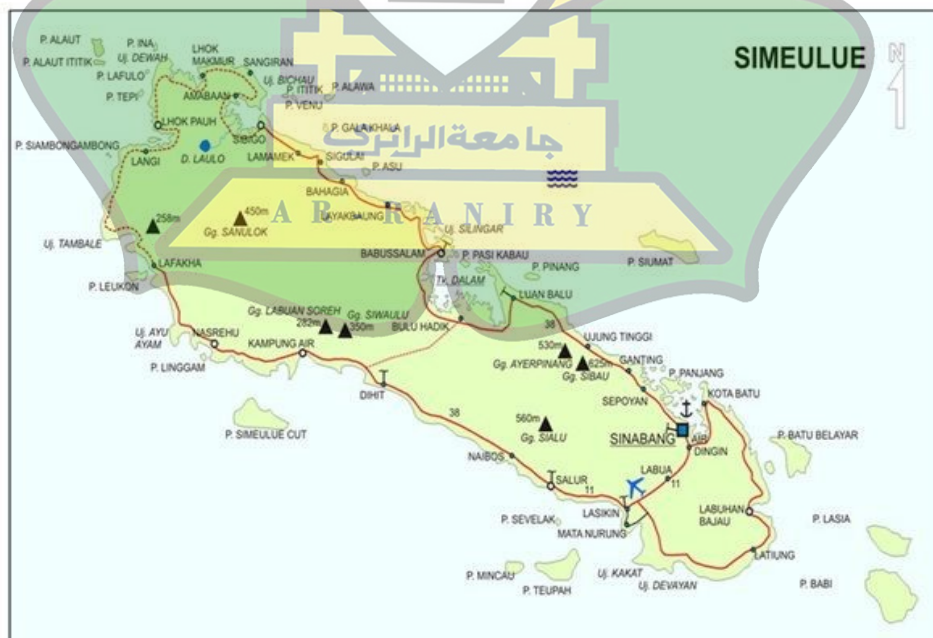 SIMEULUE
N
P. ALAUT
P. INA
Uj. DEWAH
LHOK
MAKMUR
SANGIRAN
P. ALAUT ITITIK
P. LAFULO
Uj. BICHAU
P. ITITIK
P. ALAWA
P. TEPI
AMABAAN
P. VENU
LHOK PAUH
P. GALAIKHALA
SIBIGO
جامعة الرانري
P. SIAMBONGAMBONG
LANGI
D. LAULO
LAMAMEK
SIGULAI
P. ASU
BAHAGIA
258m
450m
Gg. SANULOK
LAYAKBAUNG
AR-RANIRY
Uj. TAMBALE
Uj. SILINGAR
BABUSSALAM
P. PASI KABAU
P. SIUMAT
LAFAKHA
P. PINANG
P. LEUKON
Tk. DALAM
LUAN BALU
Gg. LABUAN SOREH
Gg. SIWAULU
282m
350m
BULU HADIK
38
Uj. AYU
AYAM
NASREHU
KAMPUNG AIR
UJUNG TINGGI
530m
Gg. AYERPINANG
625m
Gg. SIBAU
GANTING
P. LINGGAM
P. PANJANG
DIHIT
SEPOYAN
KOTA BATU
38
560m
Gg. SIALU
P. SIMEULUE CUT
SINABANG
AIR
DINGIN
P. BATU BELAYAR
NAIBOS
LABUA
SALUR
11
11
LASIKIN
LABUHAN
BAJAU
P. SEVELAK
P. LASIA
MATA NURUNG
LATIUNG
P. MINCAU
P. TEUPAH
Uj. KAKAT
Uj. DEVAYAN
P. BABI